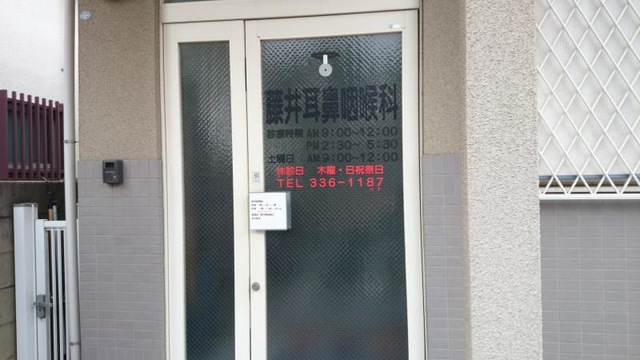 藤井耳鼻咽喉科
診療時間 AM 9:00-12:00
PM 2:30- 5:30
土曜日 AM 9:00-12:00
休診日 木曜・日祝祭日
TEL 336-1187